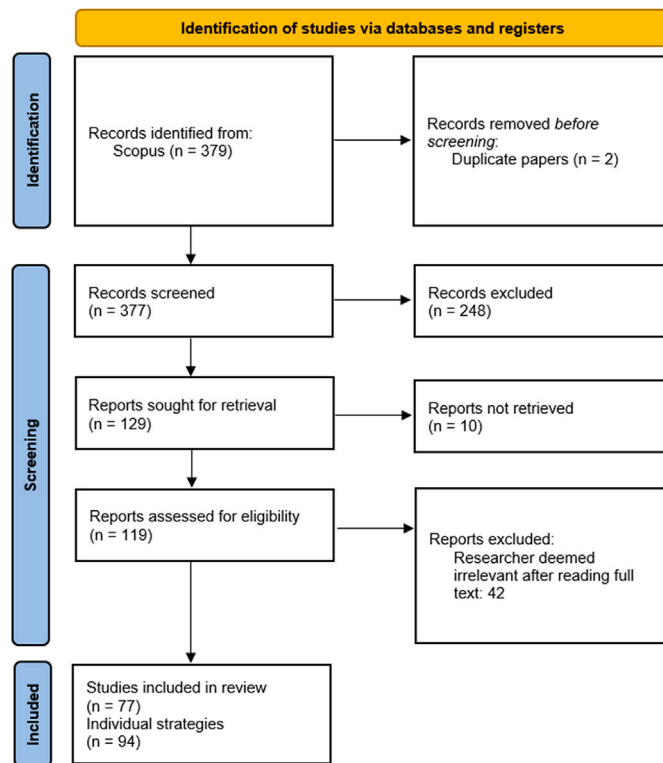 Identification of studies via databases and registers
Identification
Records identified from:
Scopus (n = 379)
Records removed before
screening:
Duplicate papers (n = 2)
Screening
Records screened
(n = 377)
Records excluded
(n = 248)
Reports sought for retrieval
(n = 129)
Reports not retrieved
(n = 10)
Reports assessed for eligibility
(n = 119)
Reports excluded:
Researcher deemed
irrelevant after reading full
text: 42
Included
Studies included in review
(n = 77)
Individual strategies
(n = 94)